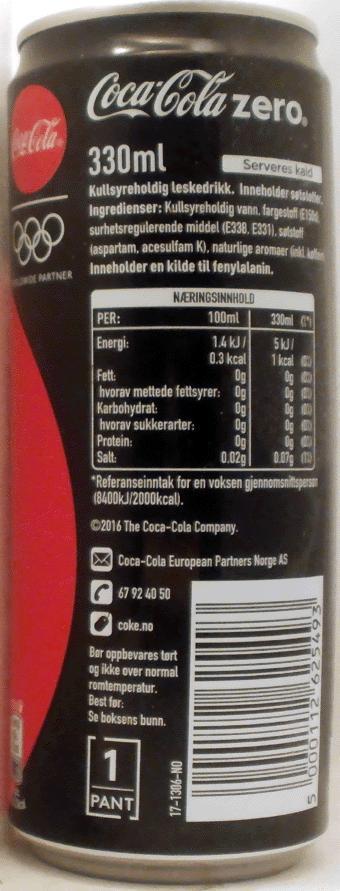 Coca-Cola zero.
Coca-Cola
330ml
Serveres kald
Kullsyreholdig leskedrikk. Inneholder søtstoffer.
Ingredienser: Kullsyreholdig vann, fargestoff (E150d),
surhetsregulerende middel (E338, E331), søtstoff
(aspartam, acesulfam K), naturlige aromaer (inkl. koffein)
Inneholder en kilde til fenylalanin.
PARTNER
NÆRINGSINNHOLD
PER: 100ml 330ml
Energi: 1.4 kJ / 5 kJ /
0.3 kcal 1 kcal
Fett: 0g 0g
hvorav mettede fettsyrer: 0g 0g
Karbohydrat: 0g 0g
hvorav sukkerarter: 0g 0g
Protein: 0g 0g
Salt: 0.02g 0.07g
*Referanseinntak for en voksen gjennomsnittsperson
(8400kJ/2000kcal).
©2016 The Coca-Cola Company.
Coca-Cola European Partners Norge AS
67 92 40 50
coke.no
Bør oppbevares tørt
og ikke over normal
romtemperatur.
Best før:
Se boksens bunn.
1
PANT
17-1306-NO
5 000112 625493